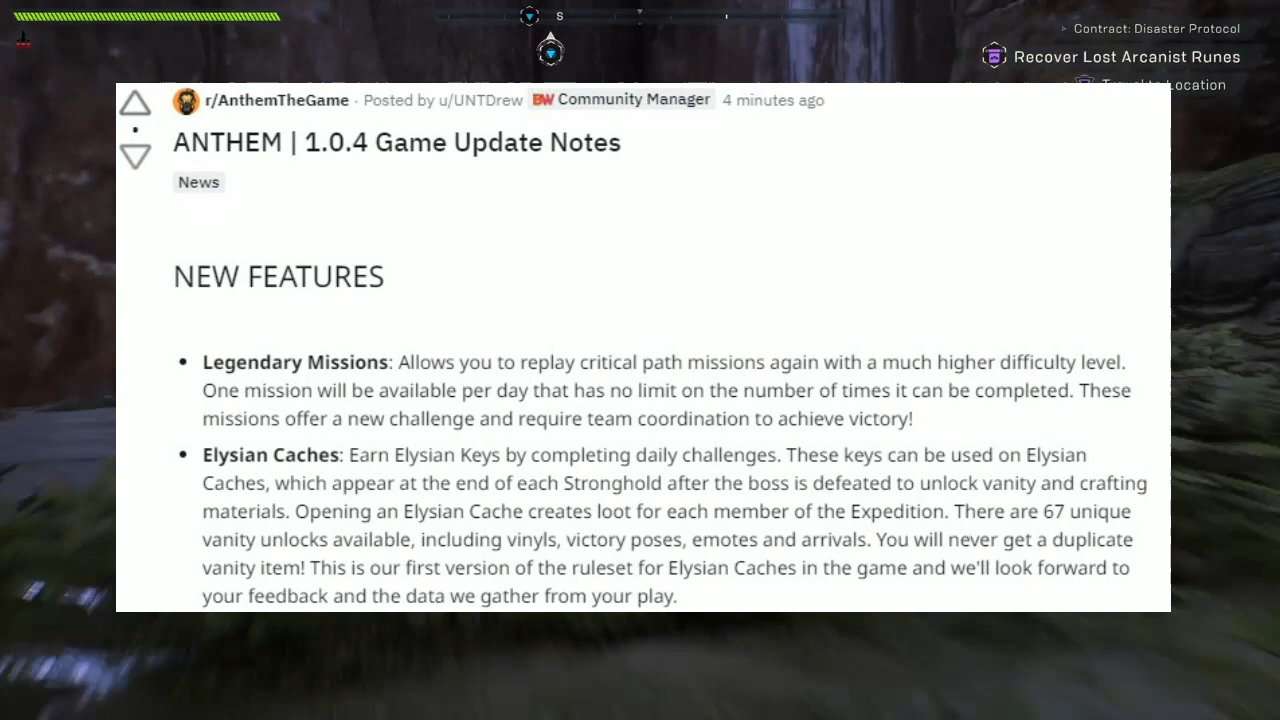 S
Contract: Disaster Protocol
Recover Lost Arcanist Runes
Travel to Location
r/AnthemTheGame · Posted by u/UNTDrew BW Community Manager 4 minutes ago
ANTHEM | 1.0.4 Game Update Notes
News
NEW FEATURES
• Legendary Missions: Allows you to replay critical path missions again with a much higher difficulty level.
One mission will be available per day that has no limit on the number of times it can be completed. These
missions offer a new challenge and require team coordination to achieve victory!
• Elysian Caches: Earn Elysian Keys by completing daily challenges. These keys can be used on Elysian
Caches, which appear at the end of each Stronghold after the boss is defeated to unlock vanity and crafting
materials. Opening an Elysian Cache creates loot for each member of the Expedition. There are 67 unique
vanity unlocks available, including vinyls, victory poses, emotes and arrivals. You will never get a duplicate
vanity item! This is our first version of the ruleset for Elysian Caches in the game and we'll look forward to
your feedback and the data we gather from your play.